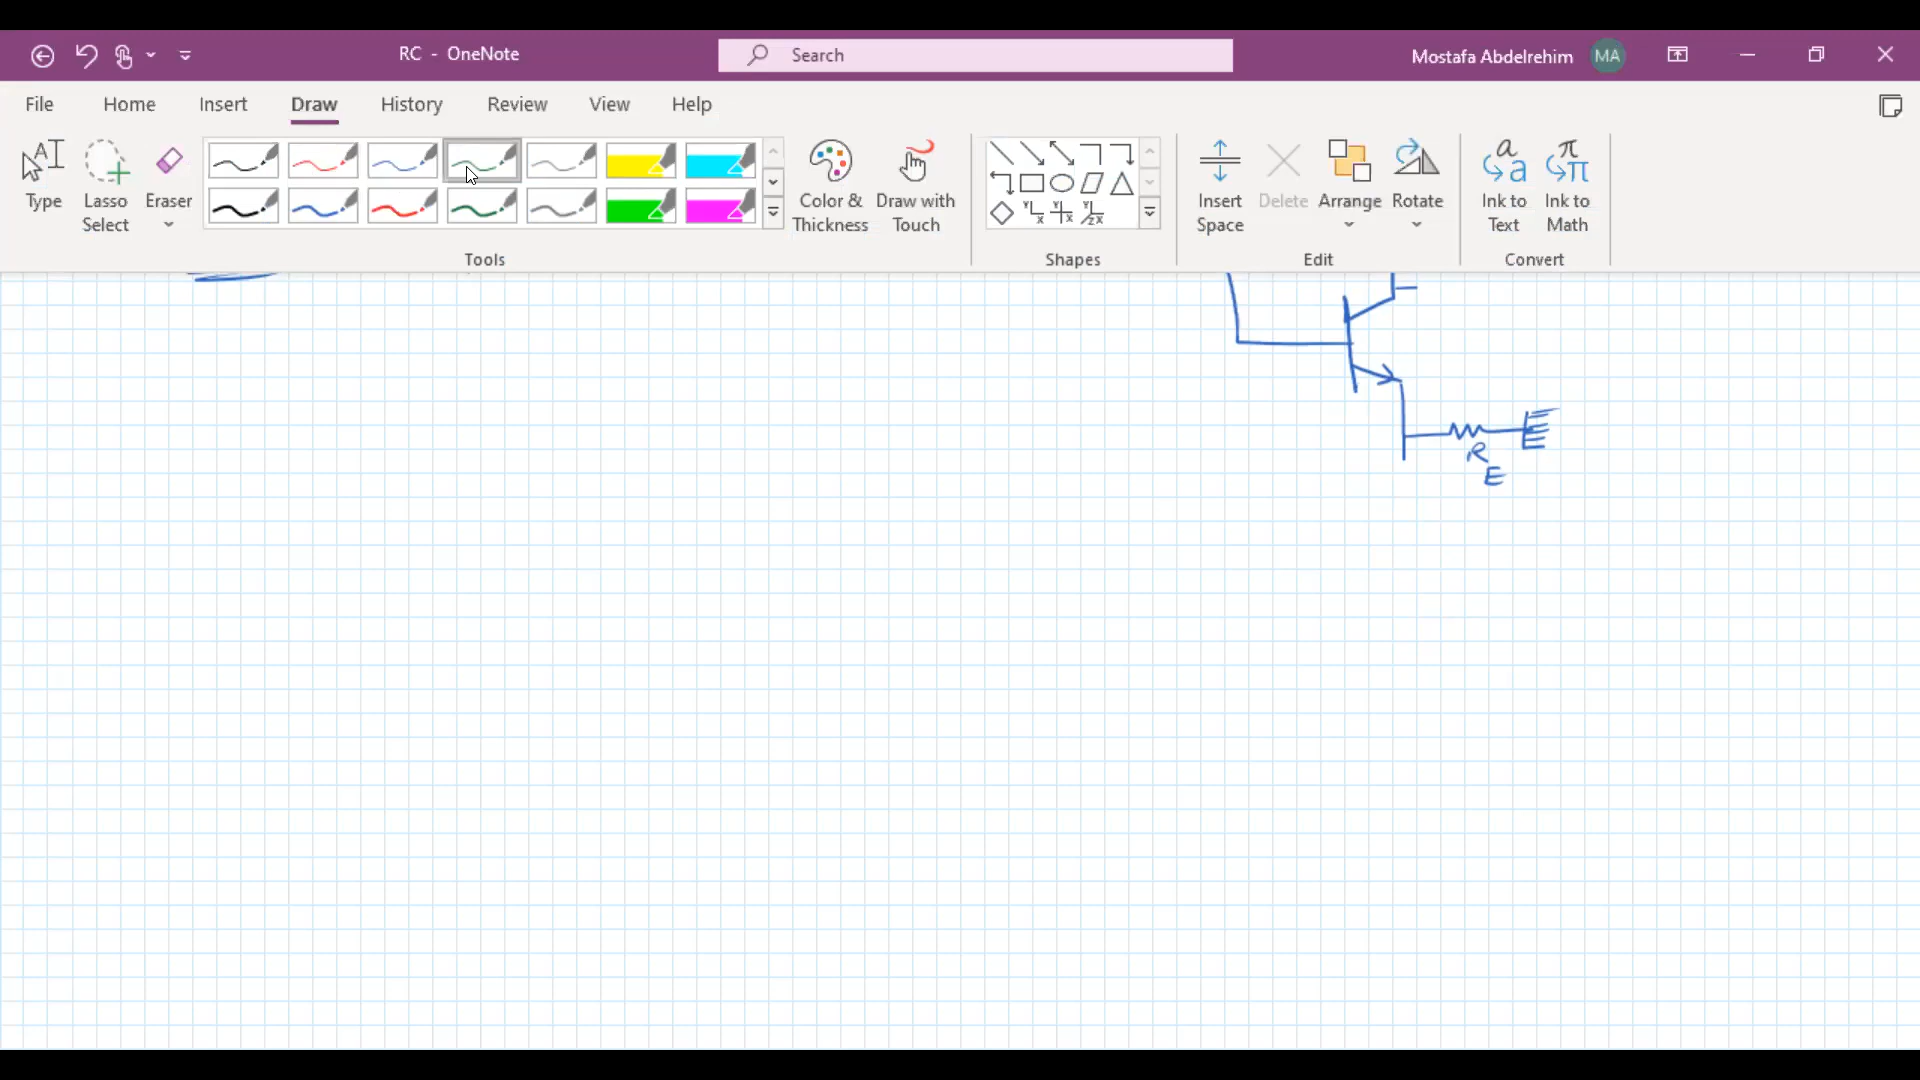 RC - OneNote
Search
Mostafa Abdelrehim
MA
File Home Insert Draw History Review View Help
Type
Lasso Select
Eraser
Color & Thickness
Draw with Touch
Insert Space
Delete
Arrange
Rotate
Ink to Text
Ink to Math
Tools
Shapes
Edit
Convert
R
E